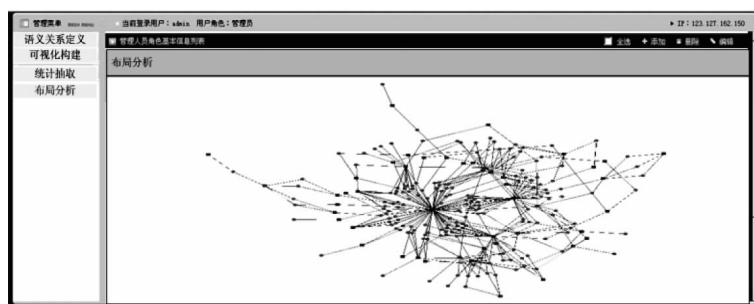 管理菜单
当前登录用户：admin 用户角色：管理员
IP：123.127.162.150
语义关系定义
可视化构建
统计抽取
布局分析
管理人员角色基本信息列表
全选 添加 删除 编辑
布局分析